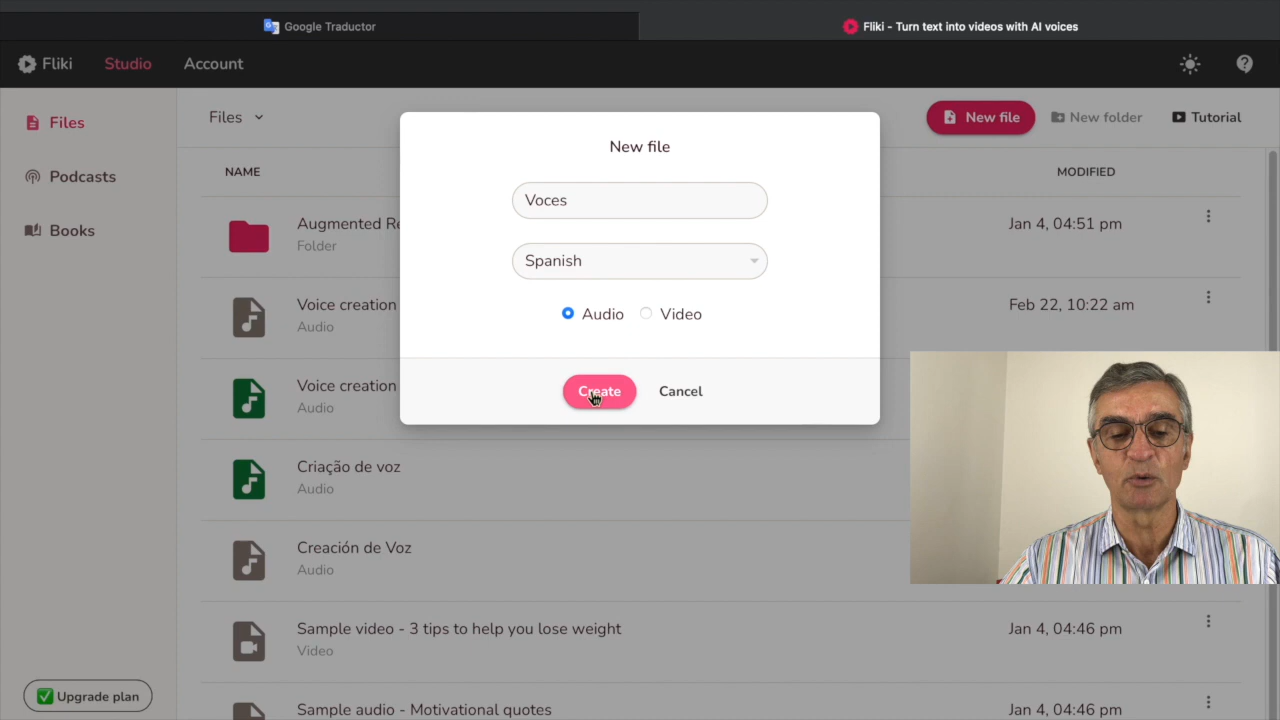 Google Traductor
Fliki - Turn text into videos with AI voices
Fliki Studio Account
Files
Podcasts
Books
Upgrade plan
Files
New file New folder Tutorial
NAME MODIFIED
Augmented Re
Folder
Jan 4, 04:51 pm
Voice creation
Audio
Feb 22, 10:22 am
Voice creation
Audio
Criação de voz
Audio
Creación de Voz
Audio
Sample video - 3 tips to help you lose weight
Video
Jan 4, 04:46 pm
Sample audio - Motivational quotes
Jan 4, 04:46 pm
New file
Voces
Spanish
Audio Video
Create Cancel